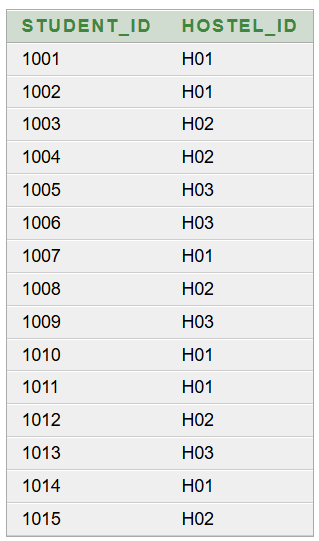 STUDENT_ID HOSTEL_ID
1001 H01
1002 H01
1003 H02
1004 H02
1005 H03
1006 H03
1007 H01
1008 H02
1009 H03
1010 H01
1011 H01
1012 H02
1013 H03
1014 H01
1015 H02